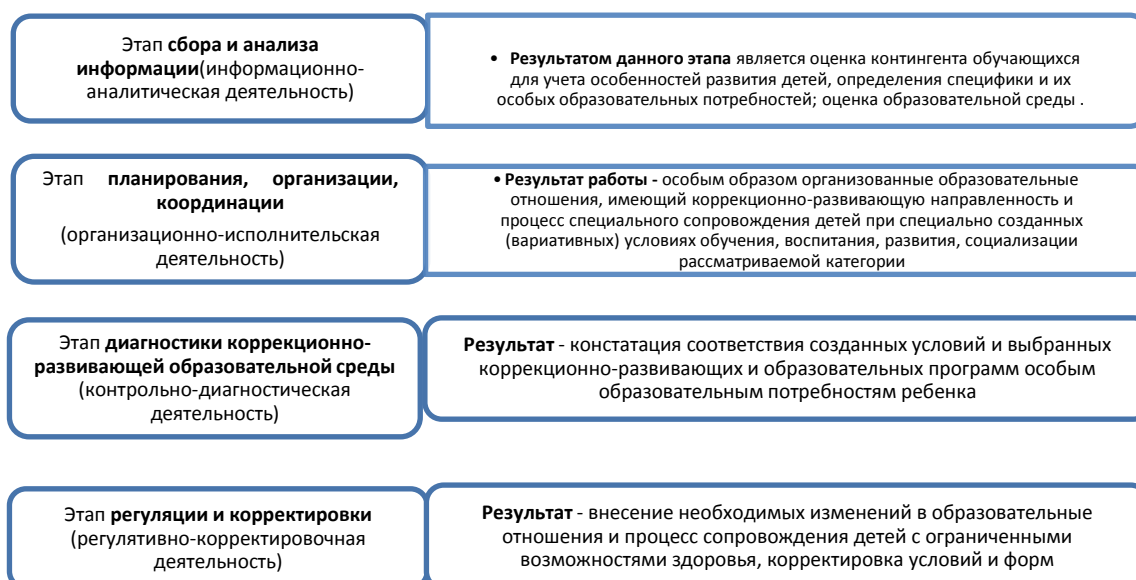 Этап сбора и анализа
информации(информационно-
аналитическая деятельность)
• Результатом данного этапа является оценка контингента обучающихся
для учета особенностей развития детей, определения специфики и их
особых образовательных потребностей; оценка образовательной среды .
Этап планирования, организации,
координации
(организационно-исполнительская
деятельность)
• Результат работы - особым образом организованные образовательные
отношения, имеющий коррекционно-развивающую направленность и
процесс специального сопровождения детей при специально созданных
(вариативных) условиях обучения, воспитания, развития, социализации
рассматриваемой категории
Этап диагностики коррекционно-
развивающей образовательной среды
(контрольно-диагностическая
деятельность)
Результат - констатация соответствия созданных условий и выбранных
коррекционно-развивающих и образовательных программ особым
образовательным потребностям ребенка
Этап регуляции и корректировки
(регулятивно-корректировочная
деятельность)
Результат - внесение необходимых изменений в образовательные
отношения и процесс сопровождения детей с ограниченными
возможностями здоровья, корректировка условий и форм